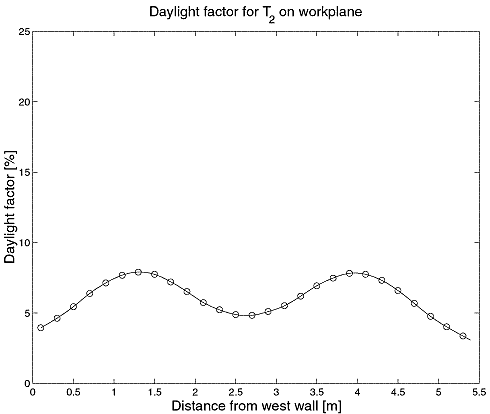 Daylight factor for T2 on workplane
Daylight factor [%]
25
20
15
10
5
0
0 0.5 1 1.5 2 2.5 3 3.5 4 4.5 5 5.5
Distance from west wall [m]